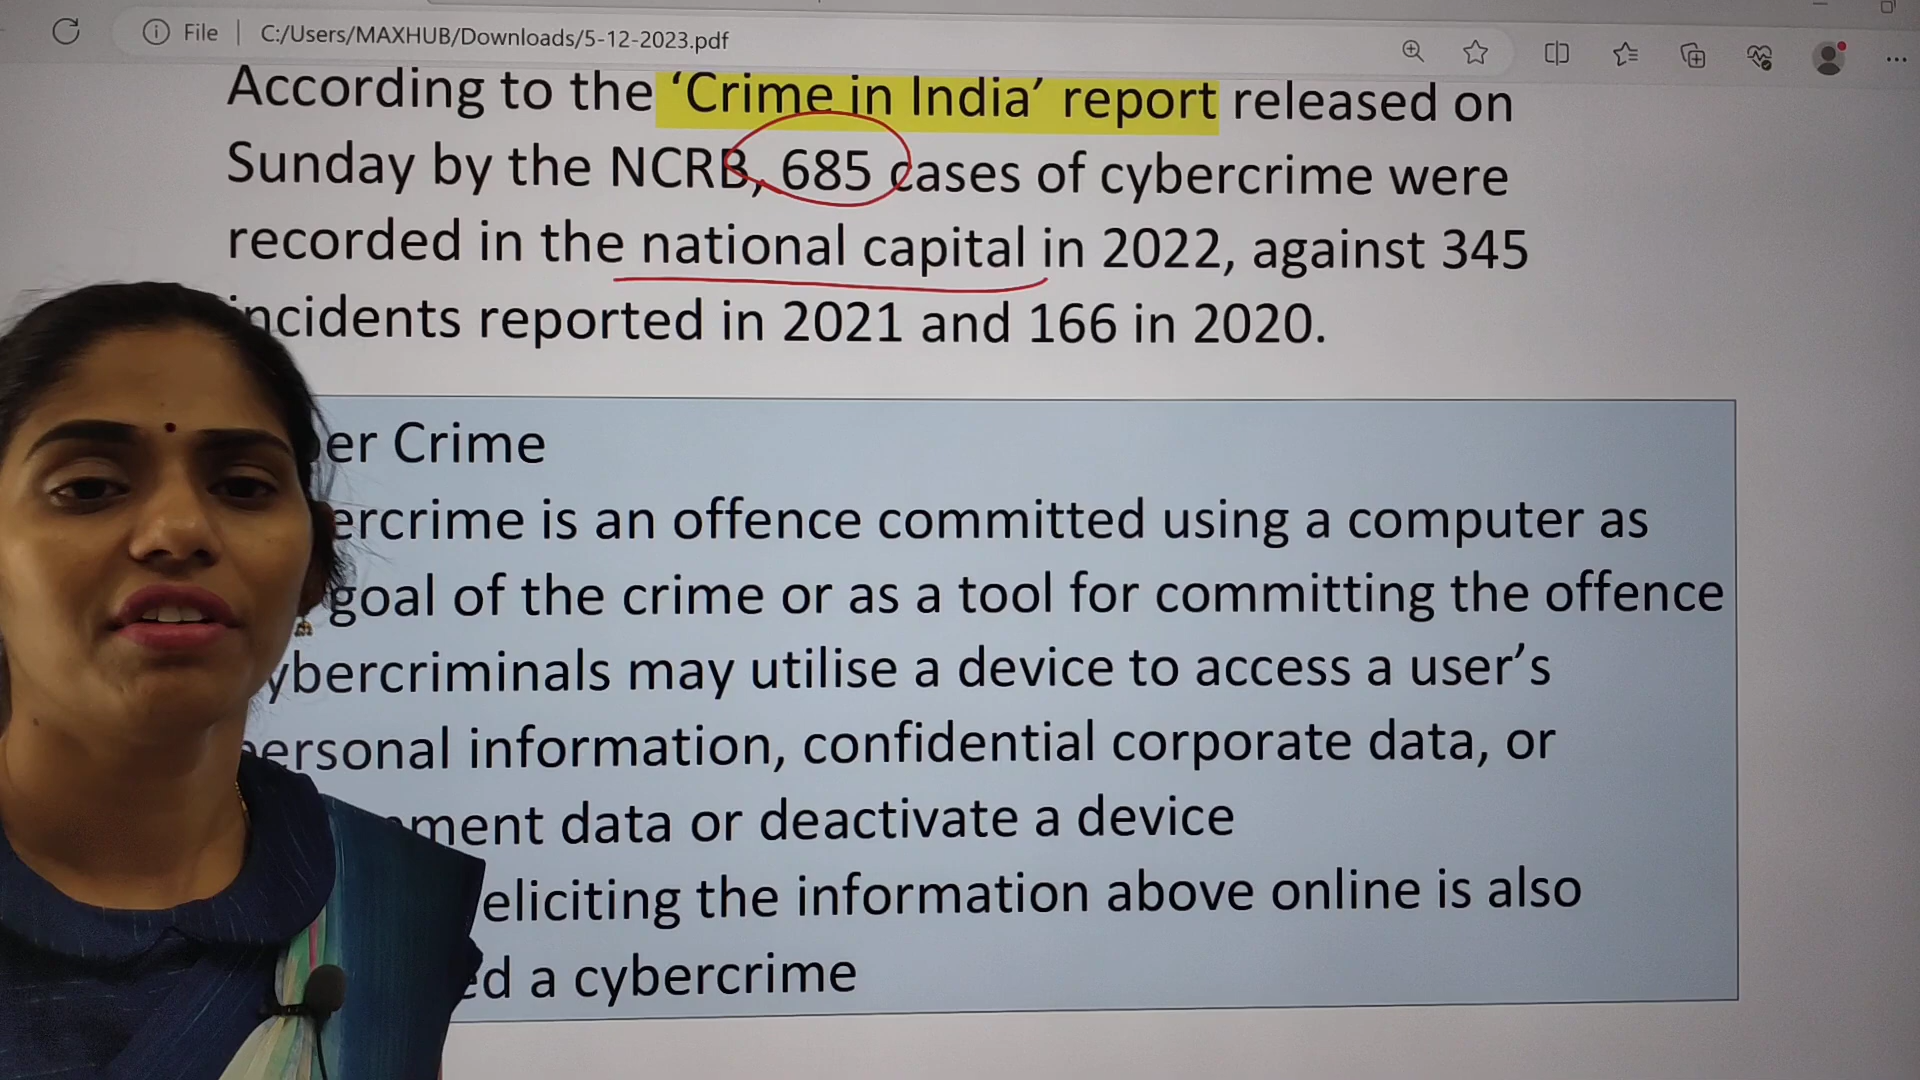 File C:/Users/MAXHUB/Downloads/5-12-2023.pdf
According to the ‘Crime in India’ report released on
Sunday by the NCRB, 685 cases of cybercrime were
recorded in the national capital in 2022, against 345
incidents reported in 2021 and 166 in 2020.
er Crime
ercrime is an offence committed using a computer as
goal of the crime or as a tool for committing the offence
ybercriminals may utilise a device to access a user’s
personal information, confidential corporate data, or
ment data or deactivate a device
eliciting the information above online is also
ed a cybercrime